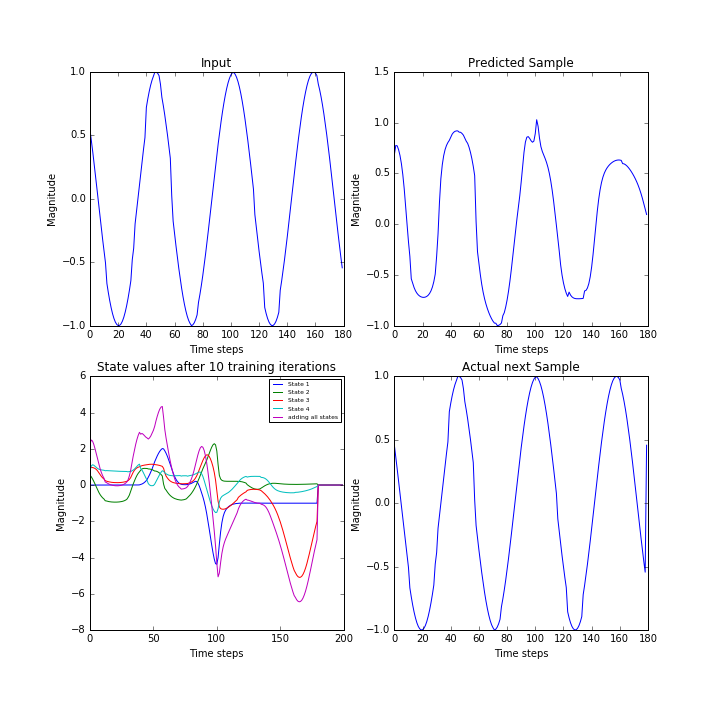 Input
1.0
0.5
0.0
−0.5
−1.0
Magnitude
0 20 40 60 80 100 120 140 160 180
Time steps
Predicted Sample
1.5
1.0
0.5
0.0
−0.5
−1.0
Magnitude
0 20 40 60 80 100 120 140 160 180
Time steps
State values after 10 training iterations
6
4
2
0
−2
−4
−6
−8
Magnitude
State 1
State 2
State 3
State 4
adding all states
0 50 100 150 200
Time steps
Actual next Sample
1.0
0.5
0.0
−0.5
−1.0
Magnitude
0 20 40 60 80 100 120 140 160 180
Time steps